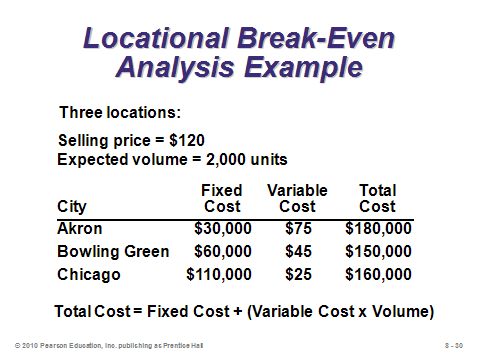 Locational Break-Even
Analysis Example
Three locations:
Selling price = $120
Expected volume = 2,000 units
Fixed Variable Total
City Cost Cost Cost
Akron $30,000 $75 $180,000
Bowling Green $60,000 $45 $150,000
Chicago $110,000 $25 $160,000
Total Cost = Fixed Cost + (Variable Cost x Volume)
© 2010 Pearson Education, Inc. publishing as Prentice Hall 8 - 30